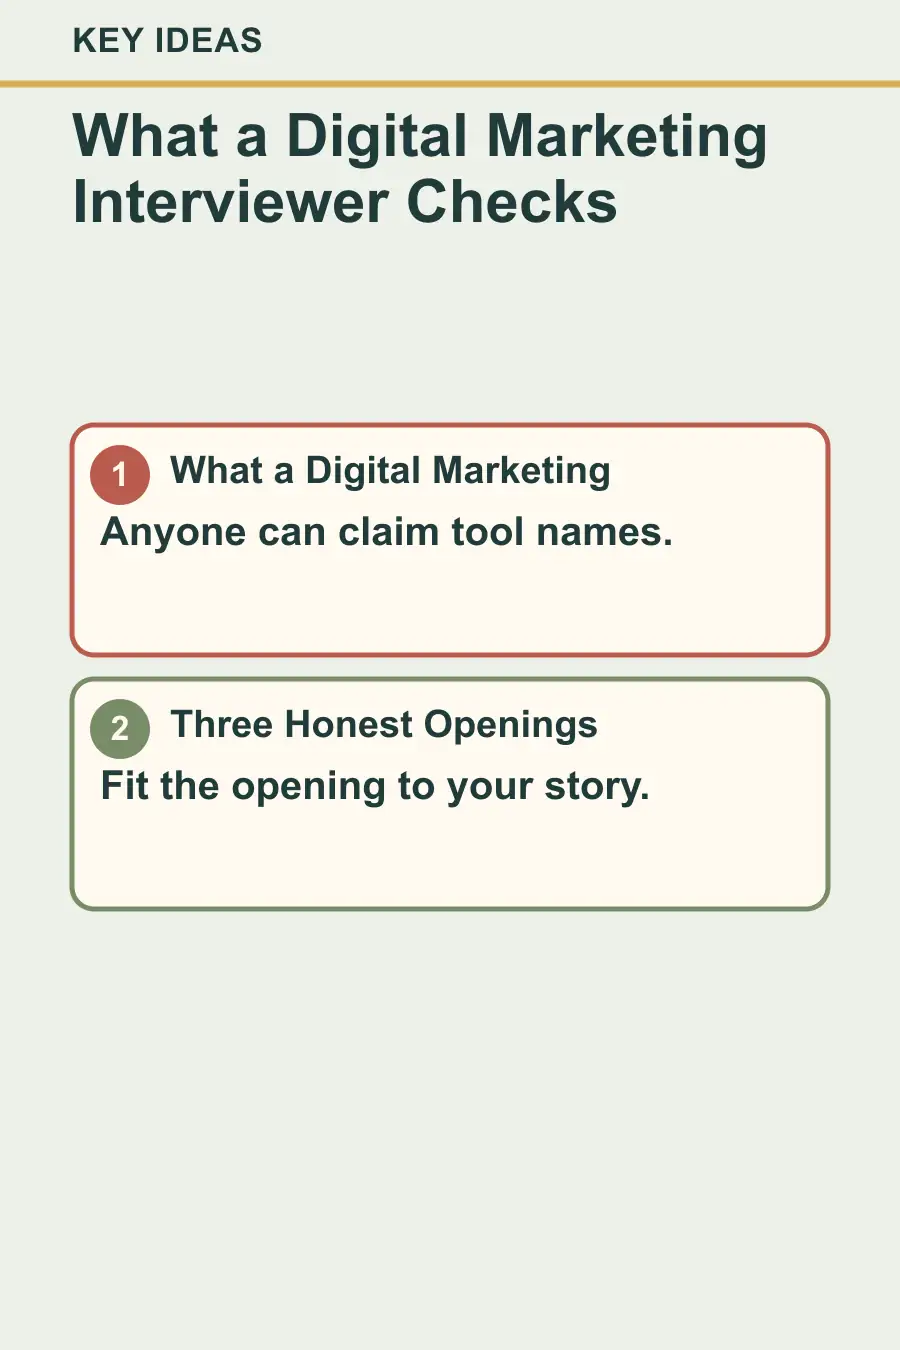 KEY IDEAS
What a Digital Marketing
Interviewer Checks
1 What a Digital Marketing
Anyone can claim tool names.
2 Three Honest Openings
Fit the opening to your story.